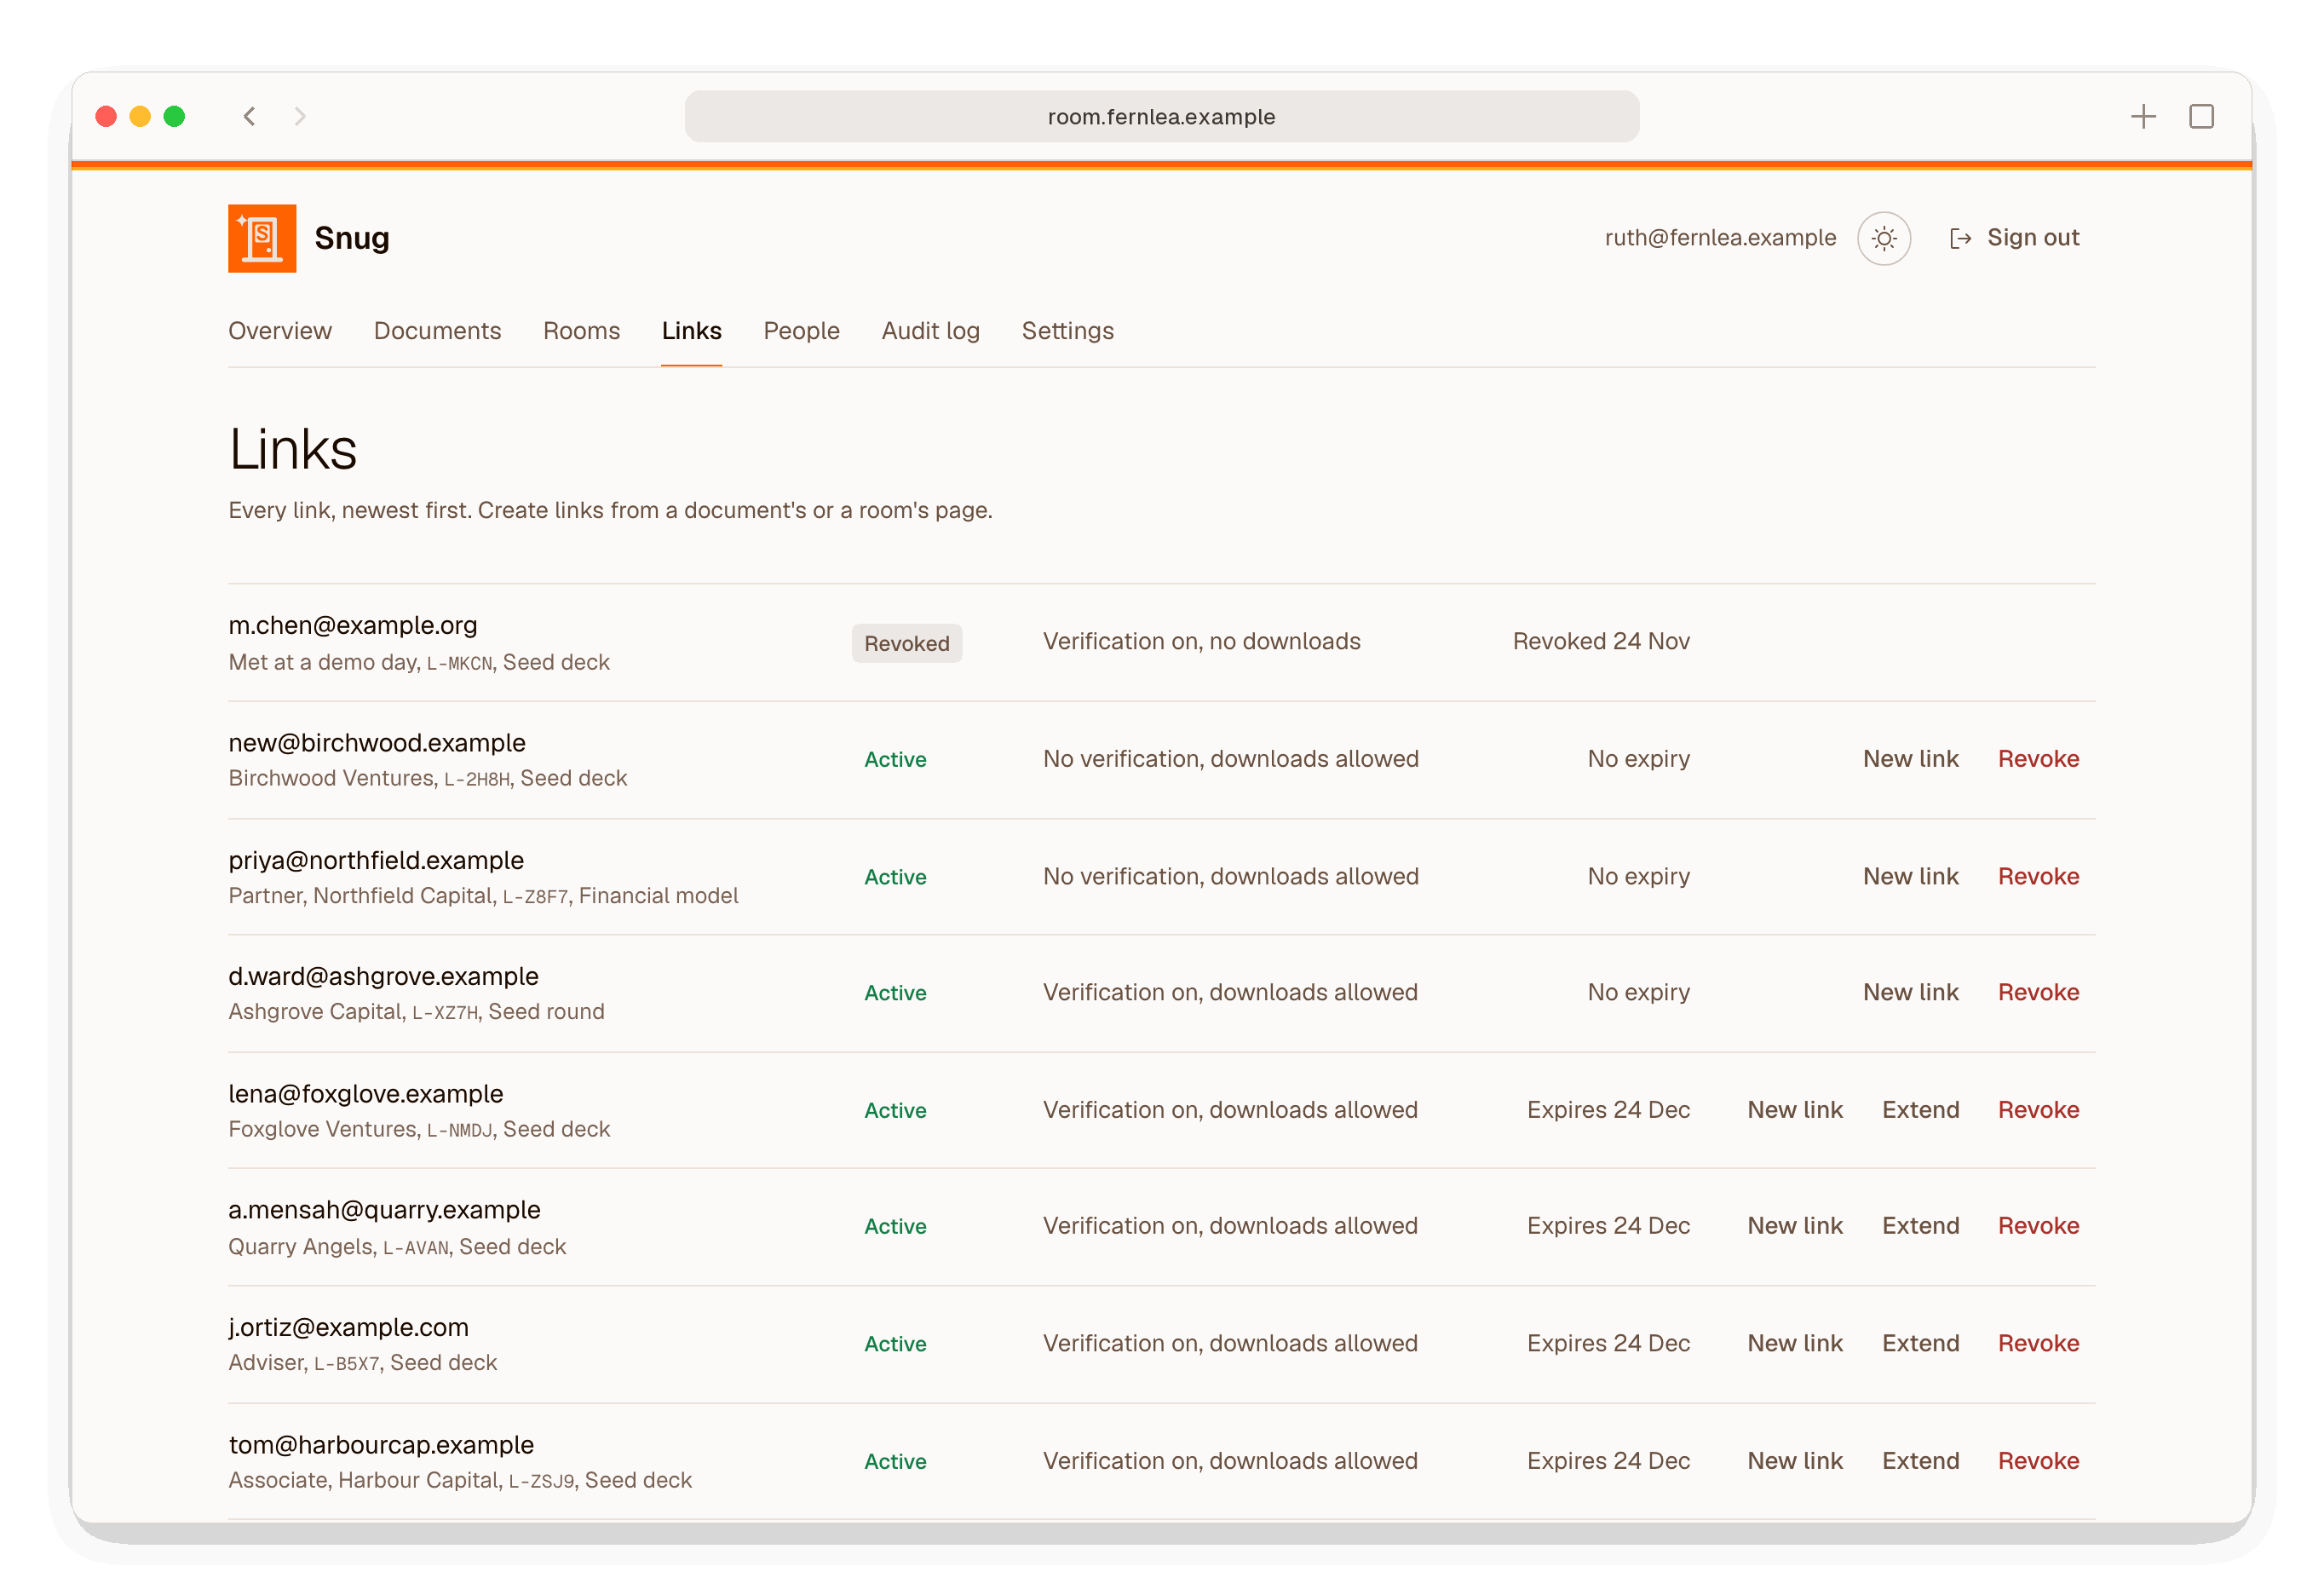 room.fernlea.example
Snug
ruth@fernlea.example
Sign out
Overview Documents Rooms Links People Audit log Settings
Links
Every link, newest first. Create links from a document's or a room's page.
m.chen@example.org
Met at a demo day, L-MKCN, Seed deck
Revoked
Verification on, no downloads
Revoked 24 Nov
new@birchwood.example
Birchwood Ventures, L-2H8H, Seed deck
Active
No verification, downloads allowed
No expiry
New link Revoke
priya@northfield.example
Partner, Northfield Capital, L-Z8F7, Financial model
Active
No verification, downloads allowed
No expiry
New link Revoke
d.ward@ashgrove.example
Ashgrove Capital, L-XZ7H, Seed round
Active
Verification on, downloads allowed
No expiry
New link Revoke
lena@foxglove.example
Foxglove Ventures, L-NMDJ, Seed deck
Active
Verification on, downloads allowed
Expires 24 Dec
New link Extend Revoke
a.mensah@quarry.example
Quarry Angels, L-AVAN, Seed deck
Active
Verification on, downloads allowed
Expires 24 Dec
New link Extend Revoke
j.ortiz@example.com
Adviser, L-B5X7, Seed deck
Active
Verification on, downloads allowed
Expires 24 Dec
New link Extend Revoke
tom@harbourcap.example
Associate, Harbour Capital, L-ZSJ9, Seed deck
Active
Verification on, downloads allowed
Expires 24 Dec
New link Extend Revoke